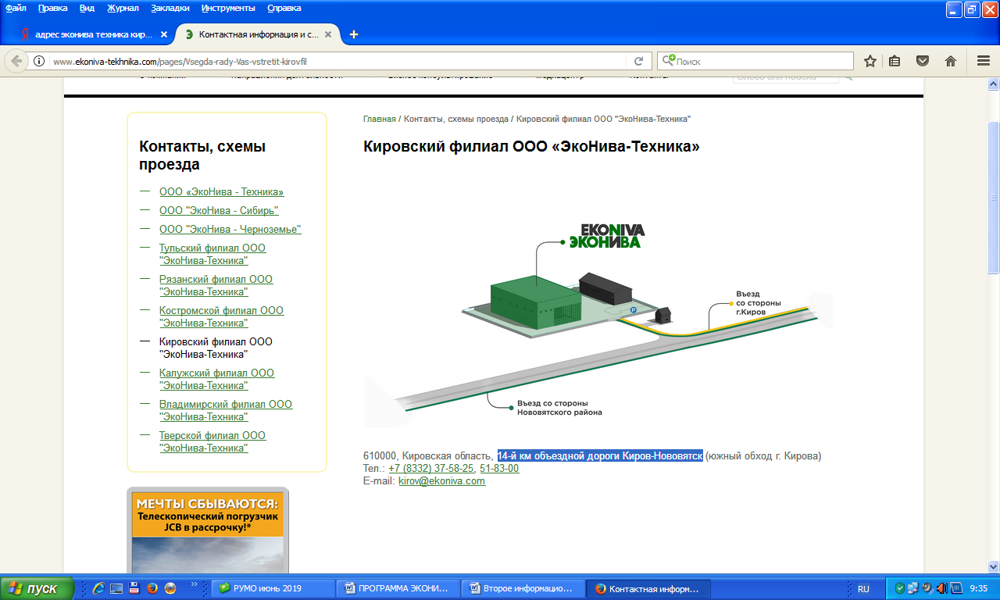 Файл Правка Вид Журнал Закладки Инструменты Справка
адрес эконива техника кир...
Контактная информация и с...
www.ekoniva-tekhnika.com/pages/Vsegda-rady-Vas-vstretit-kirovfil
Поиск
Контакты, схемы
проезда
— ООО «ЭкоНива - Техника»
— ООО "ЭкоНива - Сибирь"
— ООО "ЭкоНива - Черноземье"
— Тульский филиал ООО
"ЭкоНива-Техника"
— Рязанский филиал ООО
"ЭкоНива-Техника"
— Костромской филиал ООО
"ЭкоНива-Техника"
— Кировский филиал ООО
"ЭкоНива-Техника"
— Калужский филиал ООО
"ЭкоНива-Техника"
— Владимирский филиал ООО
"ЭкоНива-Техника"
— Тверской филиал ООО
"ЭкоНива-Техника"
МЕЧТЫ СБЫВАЮТСЯ:
Телескопический погрузчик
JCB в рассрочку!*
Главная / Контакты, схемы проезда / Кировский филиал ООО "ЭкоНива-Техника"
Кировский филиал ООО «ЭкоНива-Техника»
EKONIVA
ЭКОНИВА
P
Въезд
со стороны
г.Киров
Въезд со стороны
Нововятского района
610000, Кировская область, 14-й км объездной дороги Киров-Нововятск (южный обход г. Кирова)
Тел.: +7 (8332) 37-58-25, 51-83-00
E-mail: kirov@ekoniva.com
пуск
РУМО июнь 2019
ПРОГРАММА ЭКОНИ...
Второе информацио...
Контактная информ...
RU
9:35